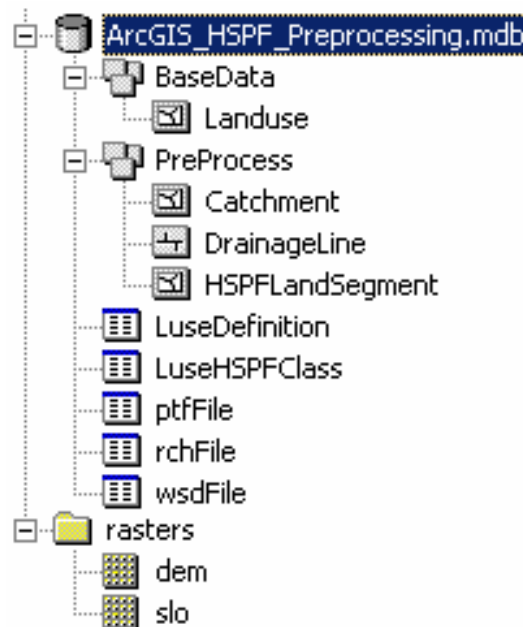 ArcGIS_HSPF_Preprocessing.mdb
BaseData
Landuse
PreProcess
Catchment
DrainageLine
HSPFLandSegment
LuseDefinition
LuseHSPFClass
ptfFile
rchFile
wsdFile
rasters
dem
slo